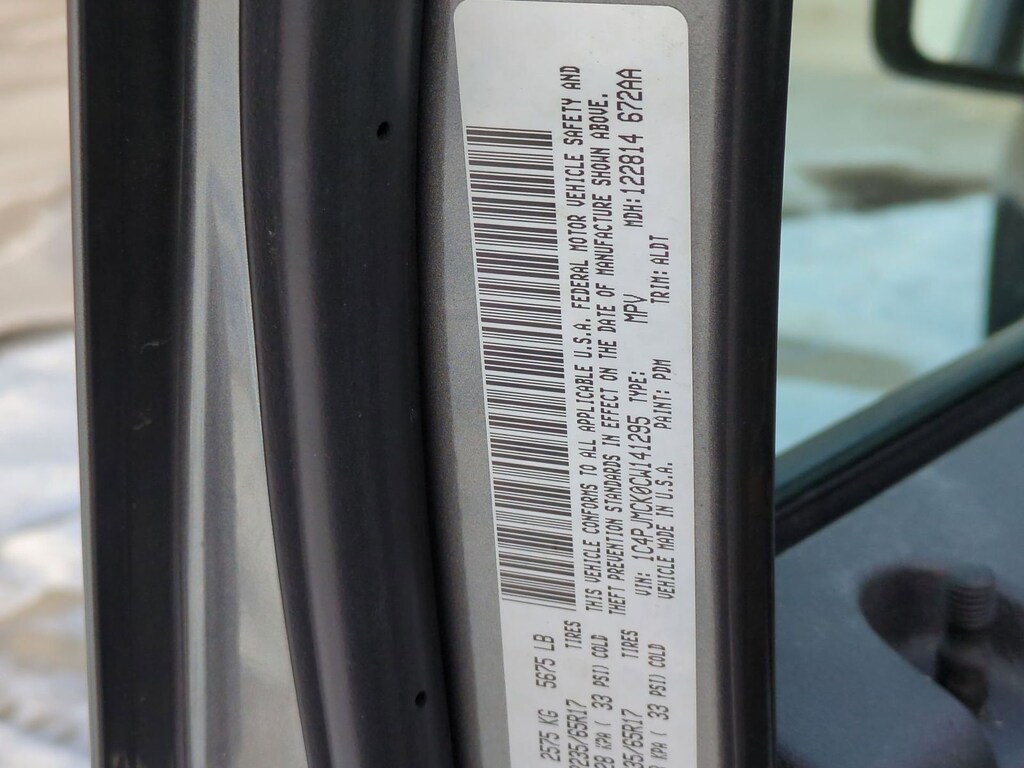 2575 KG 5675 LB
235/65R17 TIRES
KPA ( 33 PSI) COLD
35/65R17 TIRES
KPA ( 33 PSI) COLD
THIS VEHICLE CONFORMS TO ALL APPLICABLE U.S.A. FEDERAL MOTOR VEHICLE SAFETY AND
THEFT PREVENTION STANDARDS IN EFFECT ON THE DATE OF MANUFACTURE SHOWN ABOVE.
VIN: 1C4PJMCK0CW141295 TYPE: MPV MDH:122814 672AA
VEHICLE MADE IN U.S.A. PAINT: PDM TRIM: ALDT